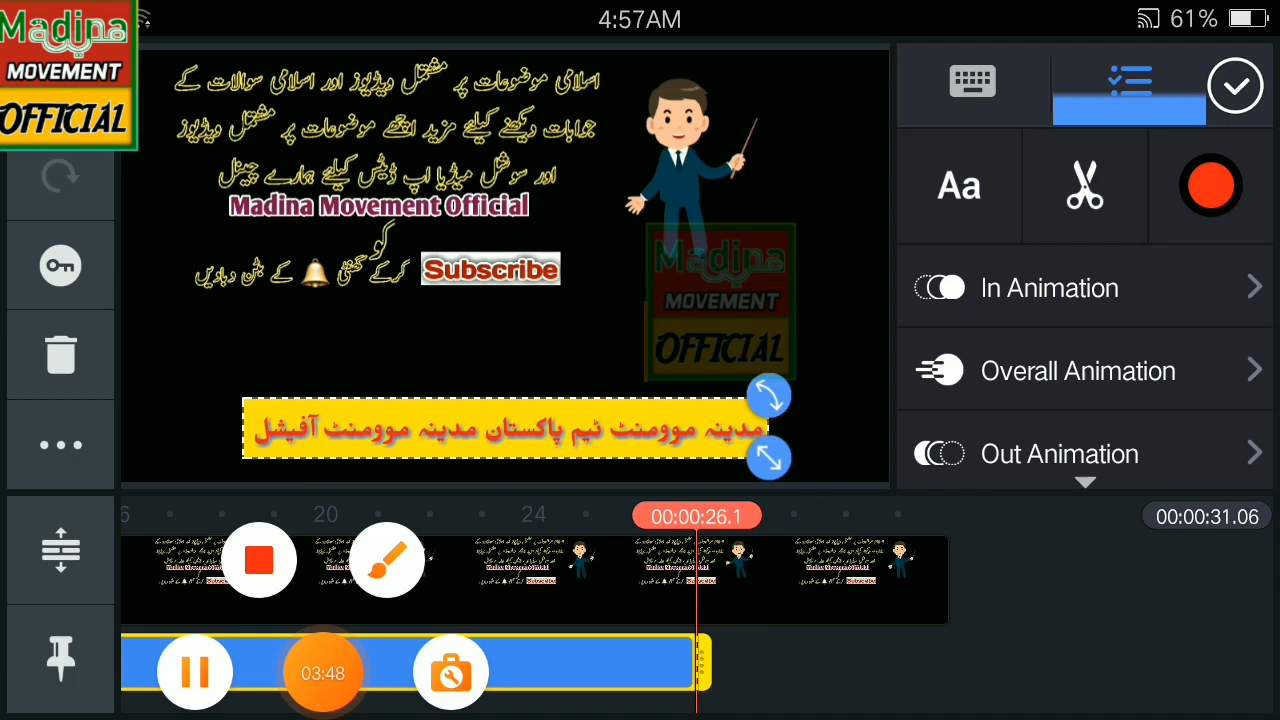 Madina
MOVEMENT
OFFICIAL
4:57AM
61%
اسلامی موضوعات پر مشتمل ویڈیوز اور اسلامی سوالات کے
جوابات دیکھنے کیلئے مزید اچھے موضوعات پر مشتمل ویڈیوز
اور سوشل میڈیا اپ ڈیٹس کیلئے ہمارے چینل
Madina Movement Official
کو
Subscribe کرکے گھنٹی 🔔 کے بٹن دبادیں
Madina
MOVEMENT
OFFICIAL
مدینہ موومنٹ ٹیم پاکستان مدینہ موومنٹ آفیشل
Aa
In Animation
Overall Animation
Out Animation
6
20
24
00:00:26.1
00:00:31.06
03:48